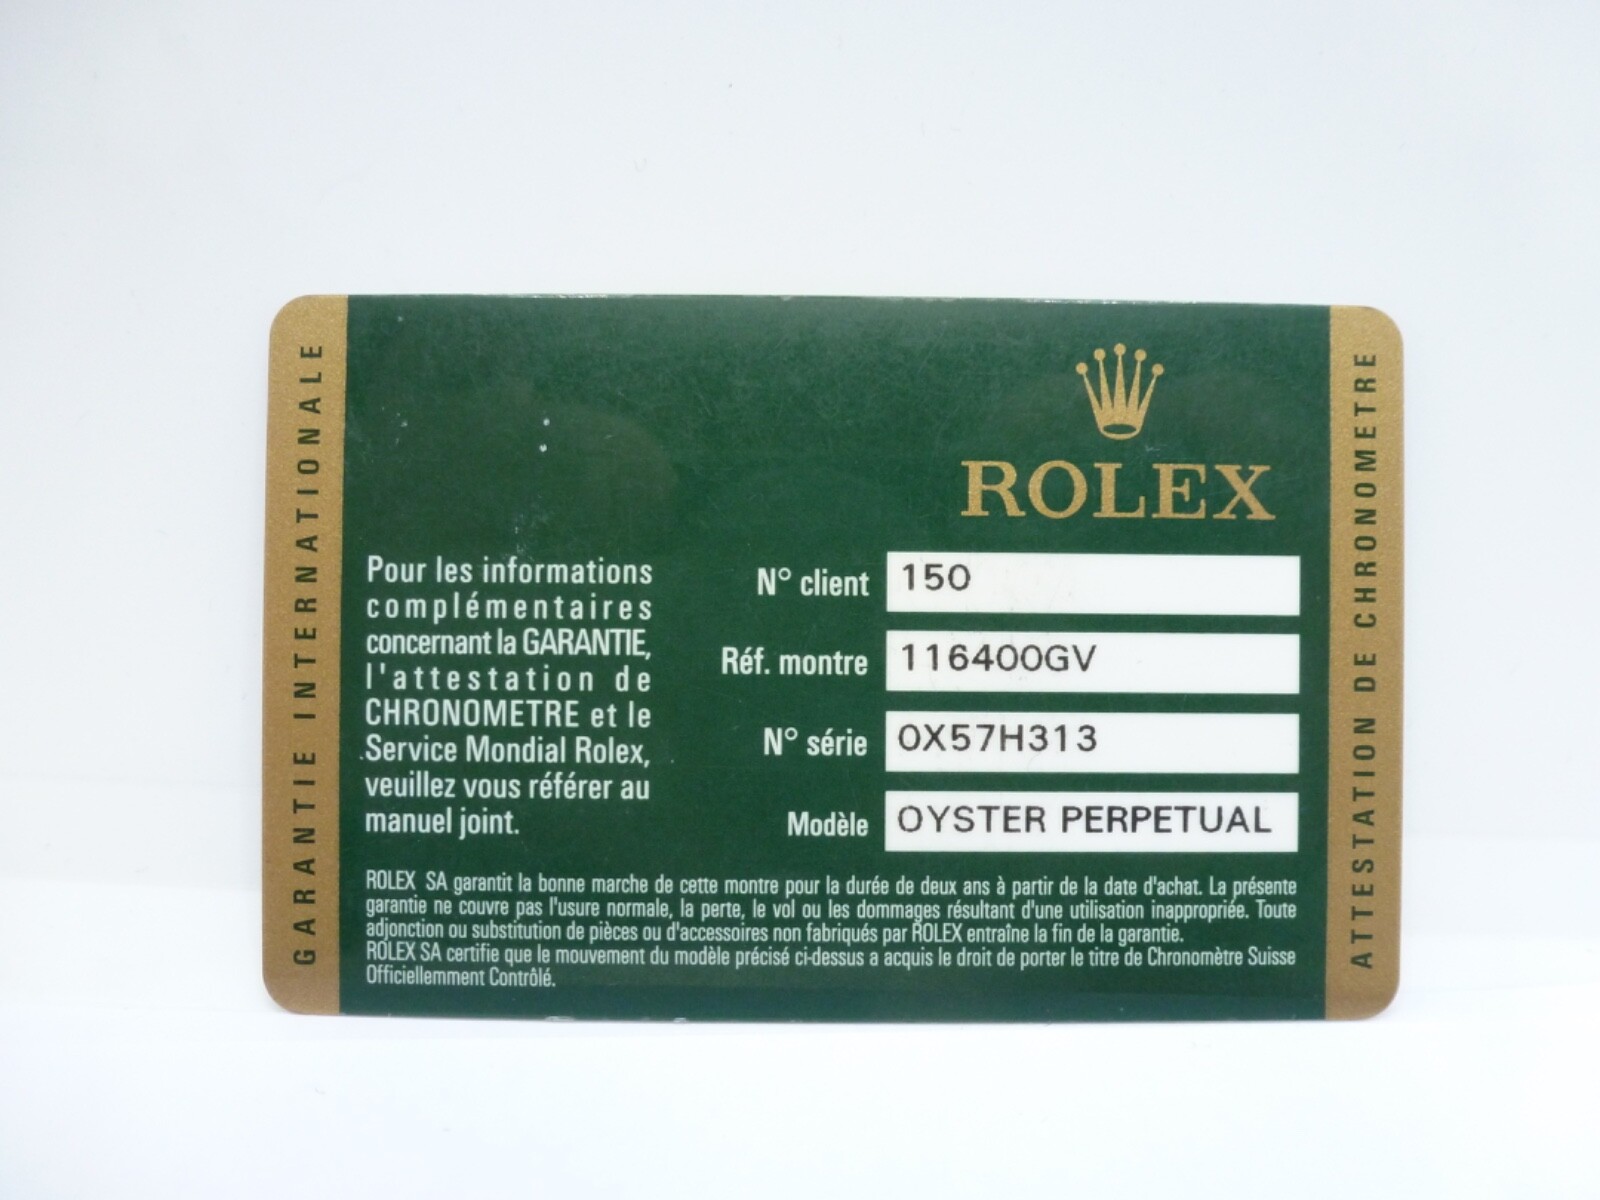 GARANTIE INTERNATIONALE
ROLEX
Pour les informations
complémentaires
concernant la GARANTIE,
l'attestation de
CHRONOMETRE et le
Service Mondial Rolex,
veuillez vous référer au
manuel joint.
N° client 150
Réf. montre 116400GV
N° série 0X57H313
Modèle OYSTER PERPETUAL
ROLEX SA garantit la bonne marche de cette montre pour la durée de deux ans à partir de la date d'achat. La présente
garantie ne couvre pas l'usure normale, la perte, le vol ou les dommages résultant d'une utilisation inappropriée. Toute
adjonction ou substitution de pièces ou d'accessoires non fabriqués par ROLEX entraîne la fin de la garantie.
ROLEX SA certifie que le mouvement du modèle précisé ci-dessus a acquis le droit de porter le titre de Chronomètre Suisse
Officiellemment Contrôlé.
ATTESTATION DE CHRONOMETRE